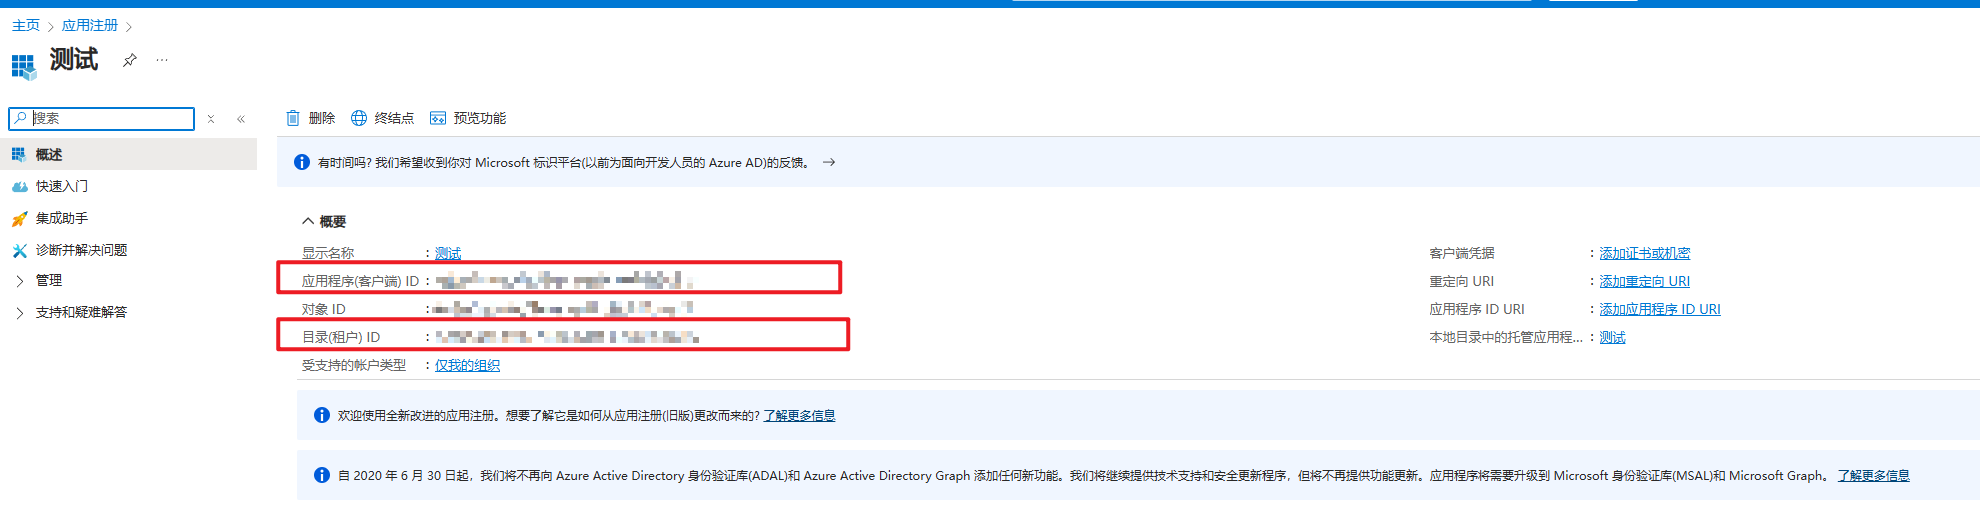 主页 > 应用注册 >
测试
搜索
删除 终结点 预览功能
概述
有时间吗? 我们希望收到你对 Microsoft 标识平台(以前为面向开发人员的 Azure AD)的反馈。 →
快速入门
集成助手
诊断并解决问题
管理
支持和疑难解答
概要
显示名称 : 测试
应用程序(客户端) ID :
对象 ID :
目录(租户) ID :
受支持的帐户类型 : 仅我的组织
客户端凭据 : 添加证书或机密
重定向 URI : 添加重定向 URI
应用程序 ID URI : 添加应用程序 ID URI
本地目录中的托管应用程... : 测试
欢迎使用全新改进的应用注册。想要了解它是如何从应用注册(旧版)更改而来的? 了解更多信息
自 2020 年 6 月 30 日起，我们将不再向 Azure Active Directory 身份验证库(ADAL)和 Azure Active Directory Graph 添加任何新功能。我们将继续提供技术支持和安全更新程序，但将不再提供功能更新。应用程序将需要升级到 Microsoft 身份验证库(MSAL)和 Microsoft Graph。 了解更多信息